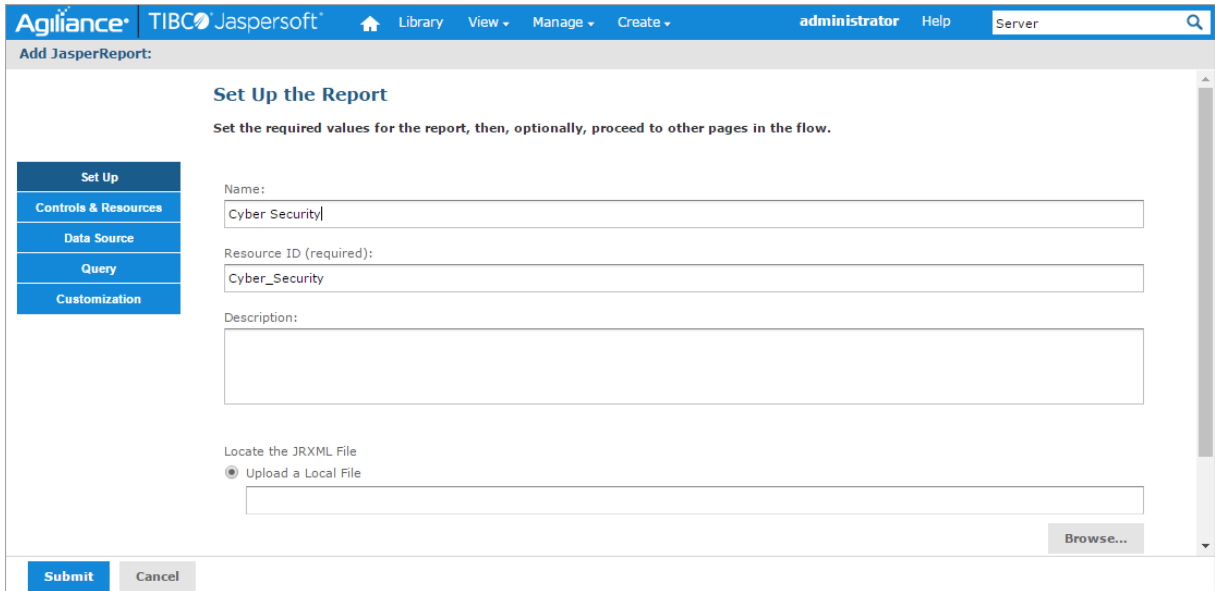 Agiliance TIBCO Jaspersoft Library View Manage Create administrator Help Server
Add JasperReport:
Set Up the Report
Set the required values for the report, then, optionally, proceed to other pages in the flow.
Set Up
Controls & Resources
Data Source
Query
Customization
Name:
Cyber Security
Resource ID (required):
Cyber_Security
Description:
Locate the JRXML File
Upload a Local File
Browse...
Submit Cancel